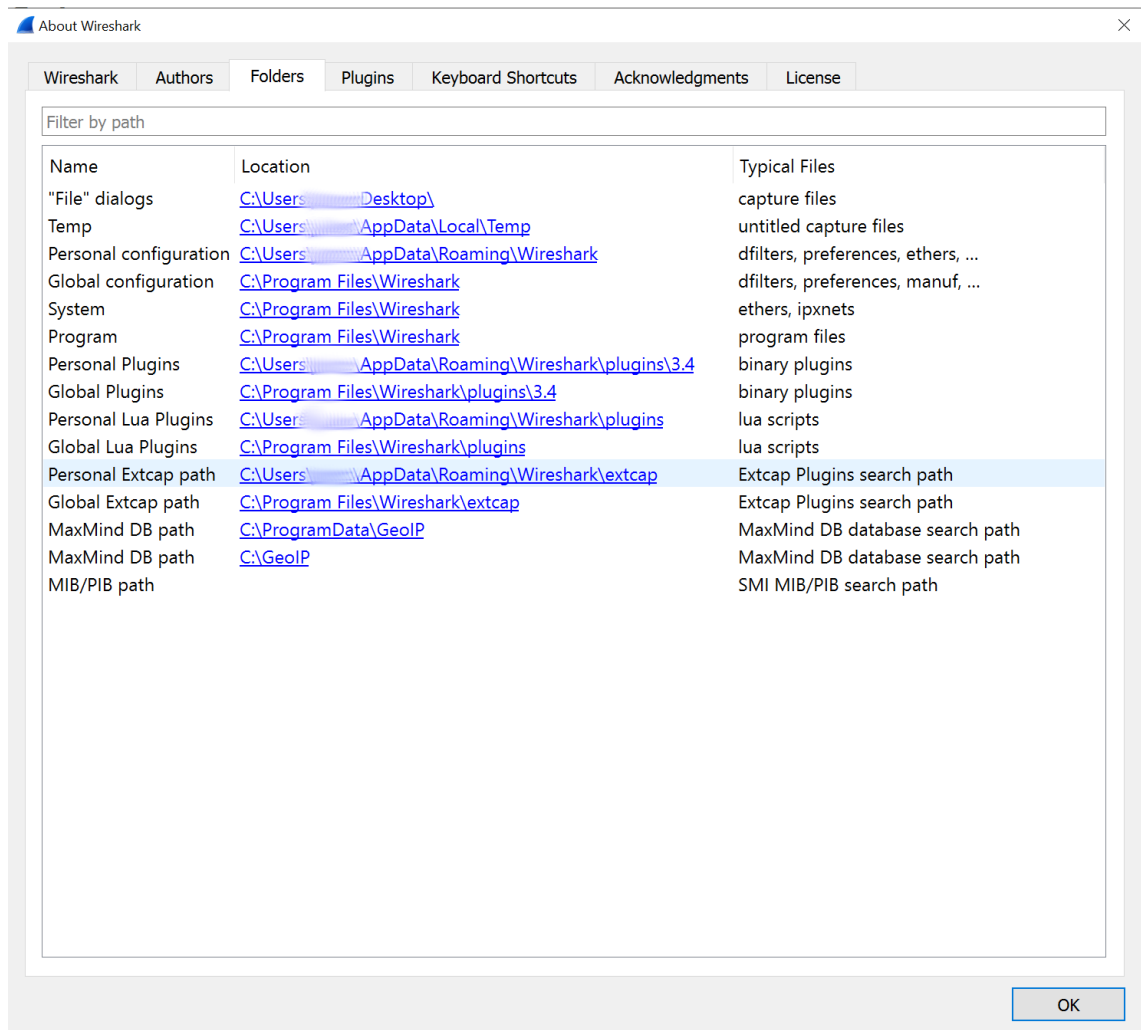 About Wireshark
Wireshark Authors Folders Plugins Keyboard Shortcuts Acknowledgments License
Filter by path
Name Location Typical Files
"File" dialogs C:\Users Desktop\ capture files
Temp C:\Users \AppData\Local\Temp untitled capture files
Personal configuration C:\Users \AppData\Roaming\Wireshark dfilters, preferences, ethers, ...
Global configuration C:\Program Files\Wireshark dfilters, preferences, manuf, ...
System C:\Program Files\Wireshark ethers, ipxnets
Program C:\Program Files\Wireshark program files
Personal Plugins C:\Users \AppData\Roaming\Wireshark\plugins\3.4 binary plugins
Global Plugins C:\Program Files\Wireshark\plugins\3.4 binary plugins
Personal Lua Plugins C:\Users \AppData\Roaming\Wireshark\plugins lua scripts
Global Lua Plugins C:\Program Files\Wireshark\plugins lua scripts
Personal Extcap path C:\Users\ \AppData\Roaming\Wireshark\extcap Extcap Plugins search path
Global Extcap path C:\Program Files\Wireshark\extcap Extcap Plugins search path
MaxMind DB path C:\ProgramData\GeoIP MaxMind DB database search path
MaxMind DB path C:\GeoIP MaxMind DB database search path
MIB/PIB path SMI MIB/PIB search path
OK